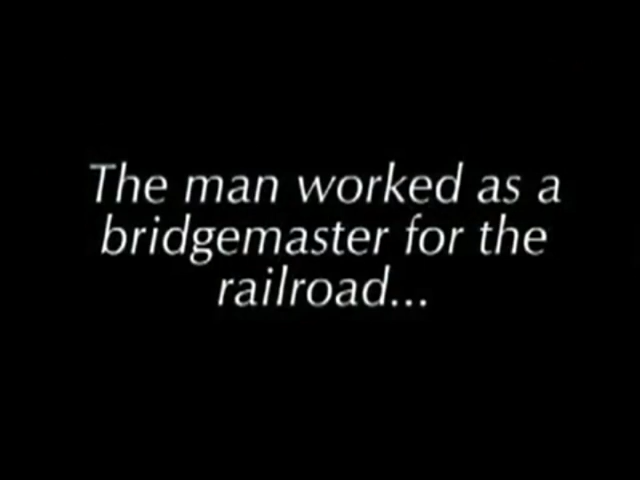 The man worked as a
bridgemaster for the
railroad...